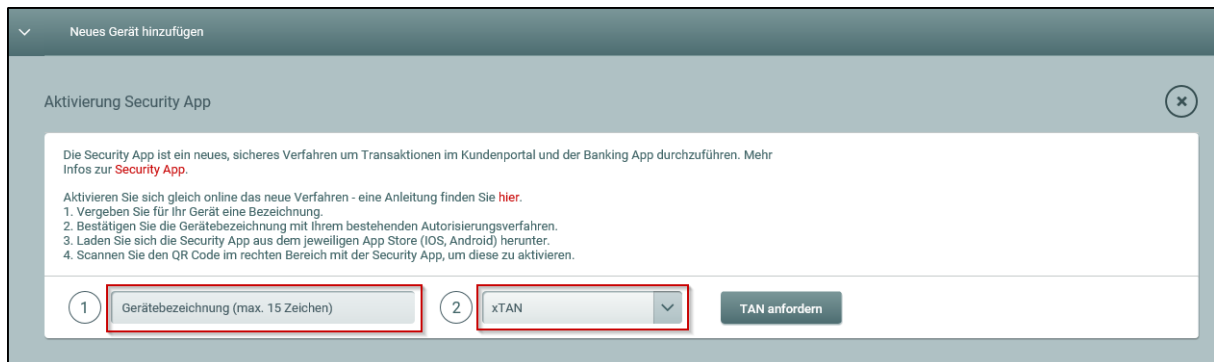 Neues Gerät hinzufügen
Aktivierung Security App
Die Security App ist ein neues, sicheres Verfahren um Transaktionen im Kundenportal und der Banking App durchzuführen. Mehr
Infos zur Security App.
Aktivieren Sie sich gleich online das neue Verfahren - eine Anleitung finden Sie hier.
1. Vergeben Sie für Ihr Gerät eine Bezeichnung.
2. Bestätigen Sie die Gerätebezeichnung mit Ihrem bestehenden Autorisierungsverfahren.
3. Laden Sie sich die Security App aus dem jeweiligen App Store (IOS, Android) herunter.
4. Scannen Sie den QR Code im rechten Bereich mit der Security App, um diese zu aktivieren.
1 Gerätebezeichnung (max. 15 Zeichen) 2 xTAN TAN anfordern